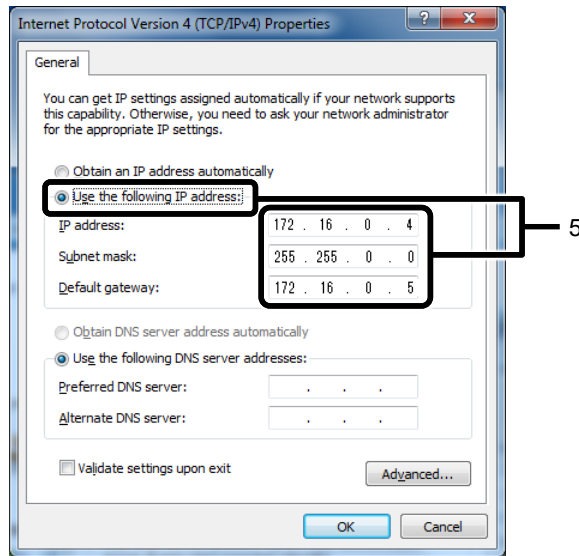 Internet Protocol Version 4 (TCP/IPv4) Properties
?
x
General
You can get IP settings assigned automatically if your network supports
this capability. Otherwise, you need to ask your network administrator
for the appropriate IP settings.
Obtain an IP address automatically
Use the following IP address:
IP address: 172 . 16 . 0 . 4
5
Subnet mask: 255 . 255 . 0 . 0
Default gateway: 172 . 16 . 0 . 5
Obtain DNS server address automatically
Use the following DNS server addresses:
Preferred DNS server: . . .
Alternate DNS server: . . .
Validate settings upon exit
Advanced...
OK Cancel